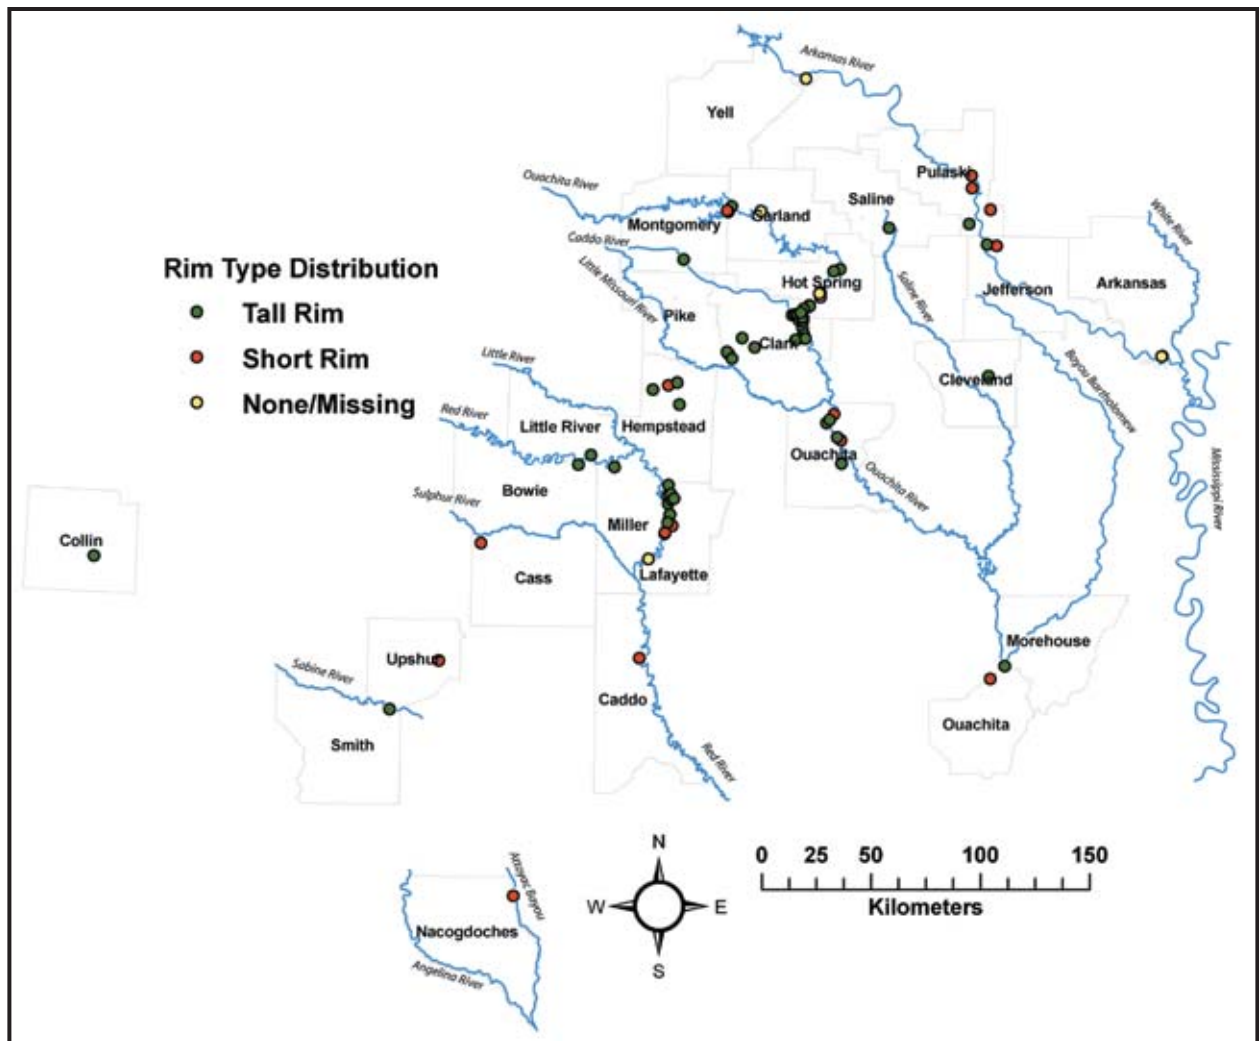 Arkansas River
Yell
Pulaski
Ouachita River
Saline
White River
Montgomery
Garland
Caddo River
Little Missouri River
Rim Type Distribution
Tall Rim
Short Rim
None/Missing
Hot Spring
Saline River
Jefferson
Arkansas
Pike
Clark
Little River
Cleveland
Bayou Bartholomew
Red River
Little River
Hempstead
Ouachita
Ouachita River
Mississippi River
Bowie
Sulphur River
Miller
Collin
Cass
Lafayette
Morehouse
Upshur
Sabine River
Caddo
Ouachita
Smith
Red River
N
W
E
S
0 25 50 100 150
Kilometers
Attoyac Bayou
Nacogdoches
Angelina River